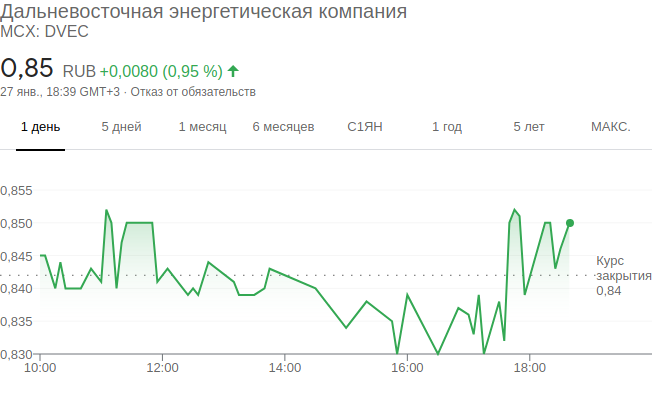 Дальневосточная энергетическая компания
MCX: DVEC
0,85 RUB +0,0080 (0,95 %)
27 янв., 18:39 GMT+3 · Отказ от обязательств
1 день 5 дней 1 месяц 6 месяцев С1ЯН 1 год 5 лет МАКС.
0,855
0,850
0,845
0,840
0,835
0,830
Курс
закрытия
0,84
10:00 12:00 14:00 16:00 18:00